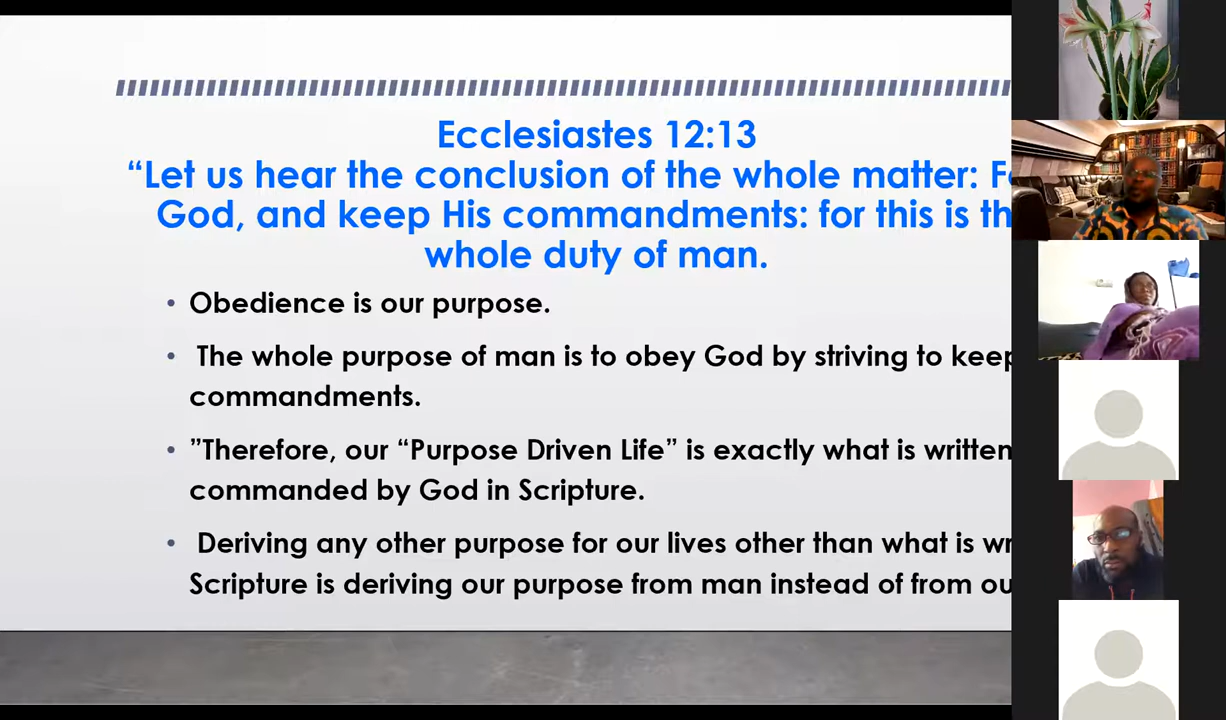 Ecclesiastes 12:13
“Let us hear the conclusion of the whole matter:
God, and keep His commandments: for this is
whole duty of man.
• Obedience is our purpose.
• The whole purpose of man is to obey God by striving to keep
commandments.
• ”Therefore, our “Purpose Driven Life” is exactly what is written
commanded by God in Scripture.
• Deriving any other purpose for our lives other than what is
Scripture is deriving our purpose from man instead of from